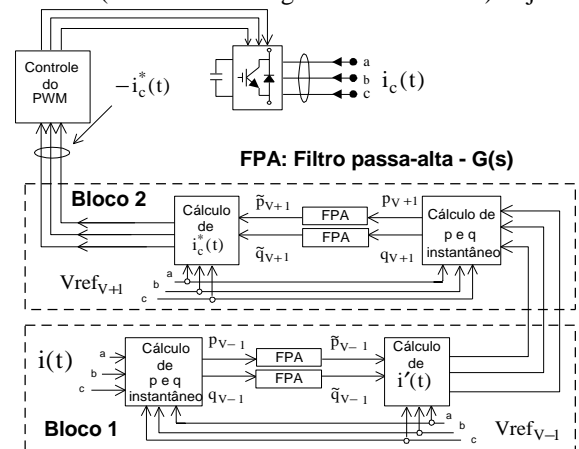 Controle
do
PWM
−i*c(t)
a
b
c
ic(t)
FPA: Filtro passa-alta - G(s)
Bloco 2
Cálculo
de
i*c(t)
p̃V+1
FPA
pV+1
q̃V+1
FPA
qV+1
Cálculo de
p e q
instantâneo
VrefV+1
a
b
c
i(t)
a
b
c
Cálculo
de
p e q
instantâneo
pV−1
FPA
p̃V−1
qV−1
FPA
q̃V−1
Cálculo
de
i′(t)
a
b
c
VrefV−1
Bloco 1